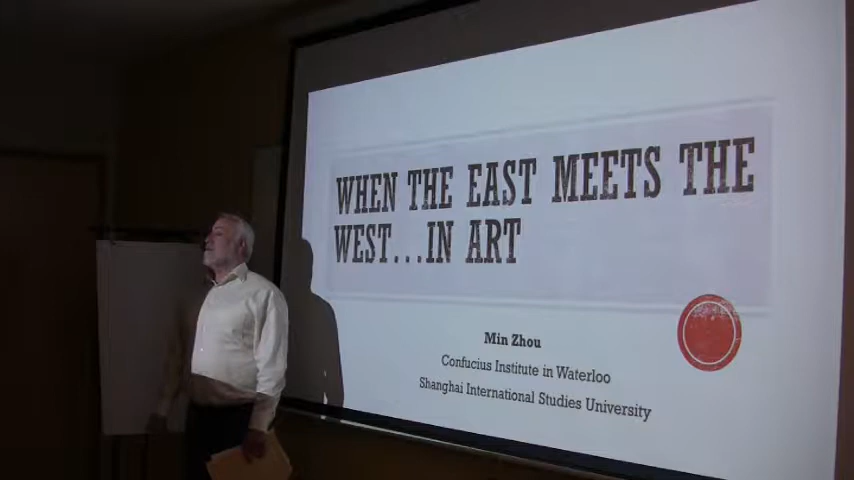 WHEN THE EAST MEETS THE
WEST...IN ART
Min Zhou
Confucius Institute in Waterloo
Shanghai International Studies University